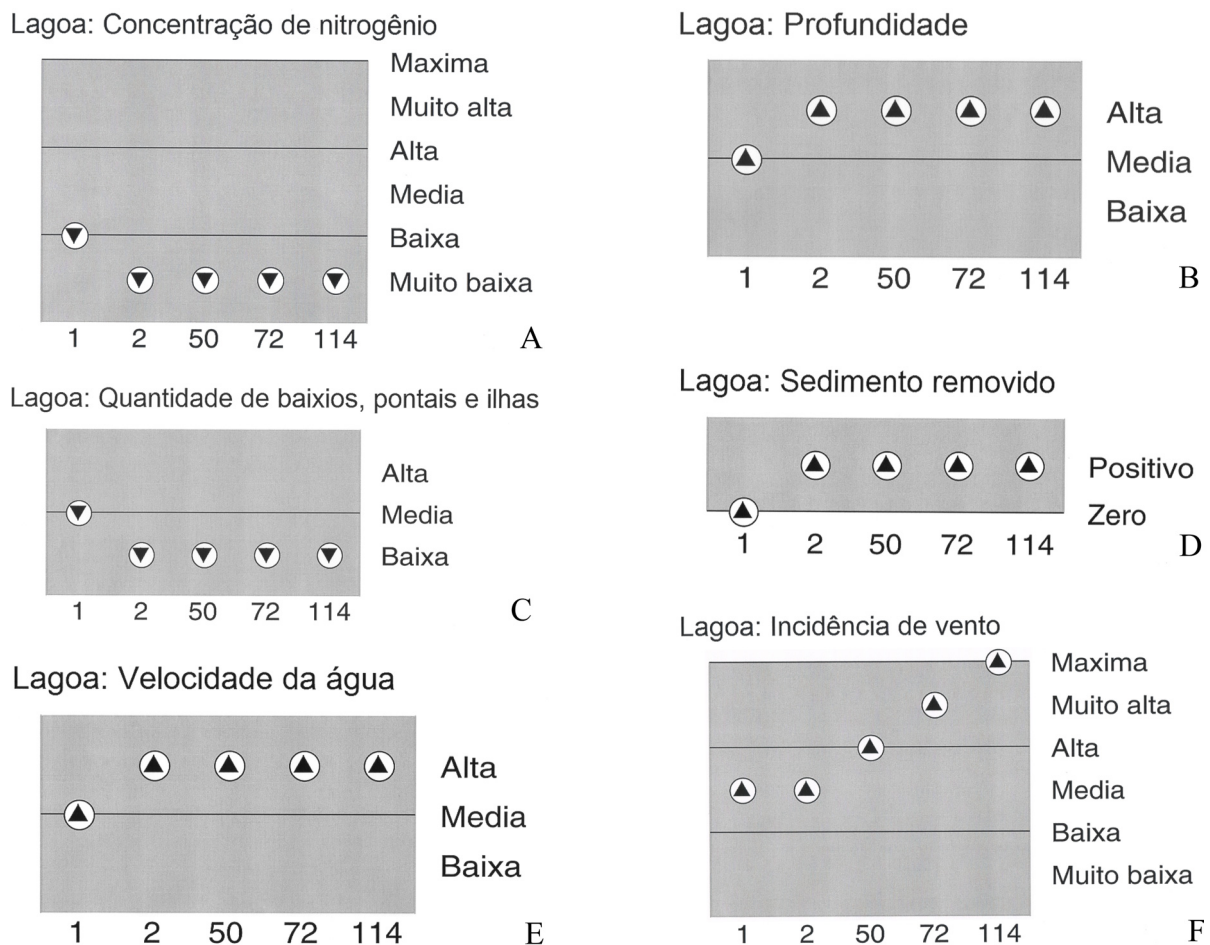 Lagoa: Concentração de nitrogênio
Maxima
Muito alta
Alta
Media
Baixa
Muito baixa
1 2 50 72 114
A
Lagoa: Profundidade
Alta
Media
Baixa
1 2 50 72 114
B
Lagoa: Quantidade de baixios, pontais e ilhas
Alta
Media
Baixa
1 2 50 72 114
C
Lagoa: Sedimento removido
Positivo
Zero
1 2 50 72 114
D
Lagoa: Velocidade da água
Alta
Media
Baixa
1 2 50 72 114
E
Lagoa: Incidência de vento
Maxima
Muito alta
Alta
Media
Baixa
Muito baixa
1 2 50 72 114
F